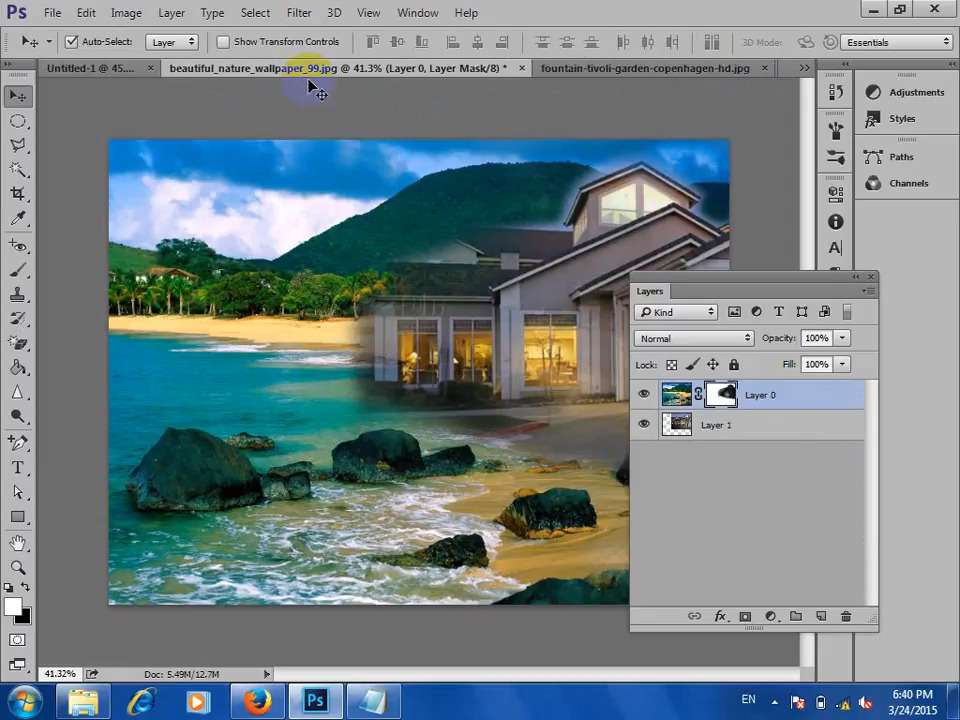 Ps File Edit Image Layer Type Select Filter 3D View Window Help
Auto-Select: Layer Show Transform Controls 3D Mode: Essentials
Untitled-1 @ 45.... × beautiful_nature_wallpaper_99.jpg @ 41.3% (Layer 0, Layer Mask/8) * × fountain-tivoli-garden-copenhagen-hd.jpg ×
Adjustments
Styles
Paths
Channels
Layers
Kind
Normal Opacity: 100%
Lock: Fill: 100%
Layer 0
Layer 1
41.32% Doc: 5.49M/12.7M
EN 6:40 PM
3/24/2015